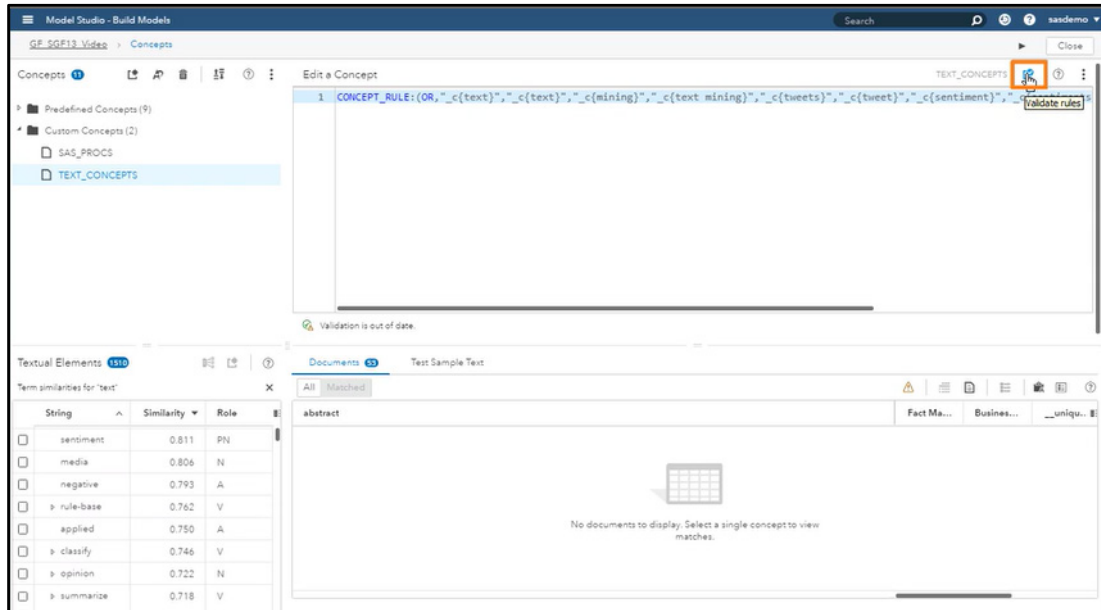 Model Studio - Build Models Search sasdemo
GF_SGF13_Video > Concepts Close
Concepts 11
Edit a Concept TEXT_CONCEPTS
1 CONCEPT_RULE:(OR,"_c{text}","_c{text}","_c{mining}","_c{text mining}","_c{tweets}","_c{tweet}","_c{sentiment}","_c
Validate rules
Predefined Concepts (9)
Custom Concepts (2)
SAS_PROCS
TEXT_CONCEPTS
Validation is out of date.
Textual Elements 1510
Term similarities for "text"
String Similarity Role
sentiment 0.811 PN
media 0.806 N
negative 0.793 A
rule-base 0.762 V
applied 0.750 A
classify 0.746 V
opinion 0.722 N
summarize 0.718 V
Documents 53 Test Sample Text
All Matched
abstract Fact Ma... Busines... __uniqu..
No documents to display. Select a single concept to view
matches.